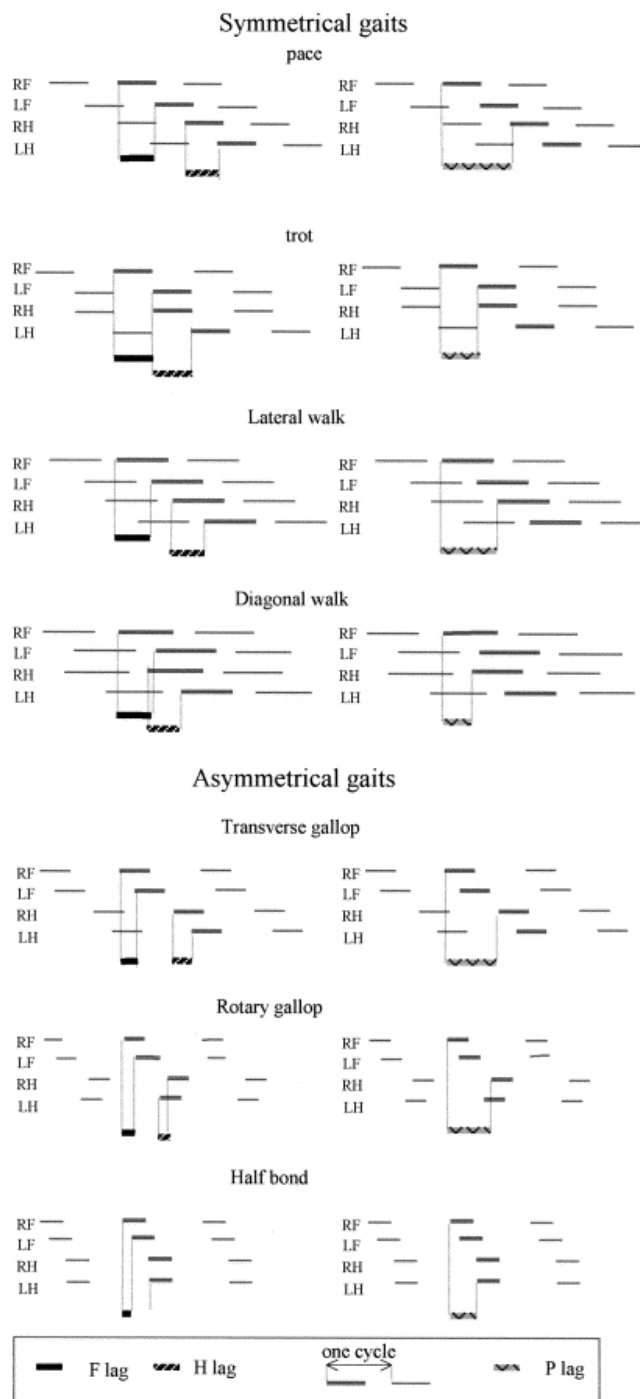 Symmetrical gaits
pace
RF RF
LF LF
RH RH
LH LH
trot
RF RF
LF LF
RH RH
LH LH
Lateral walk
RF RF
LF LF
RH RH
LH LH
Diagonal walk
RF RF
LF LF
RH RH
LH LH
Asymmetrical gaits
Transverse gallop
RF RF
LF LF
RH RH
LH LH
Rotary gallop
RF RF
LF LF
RH RH
LH LH
Half bond
RF RF
LF LF
RH RH
LH LH
one cycle
F lag H lag P lag